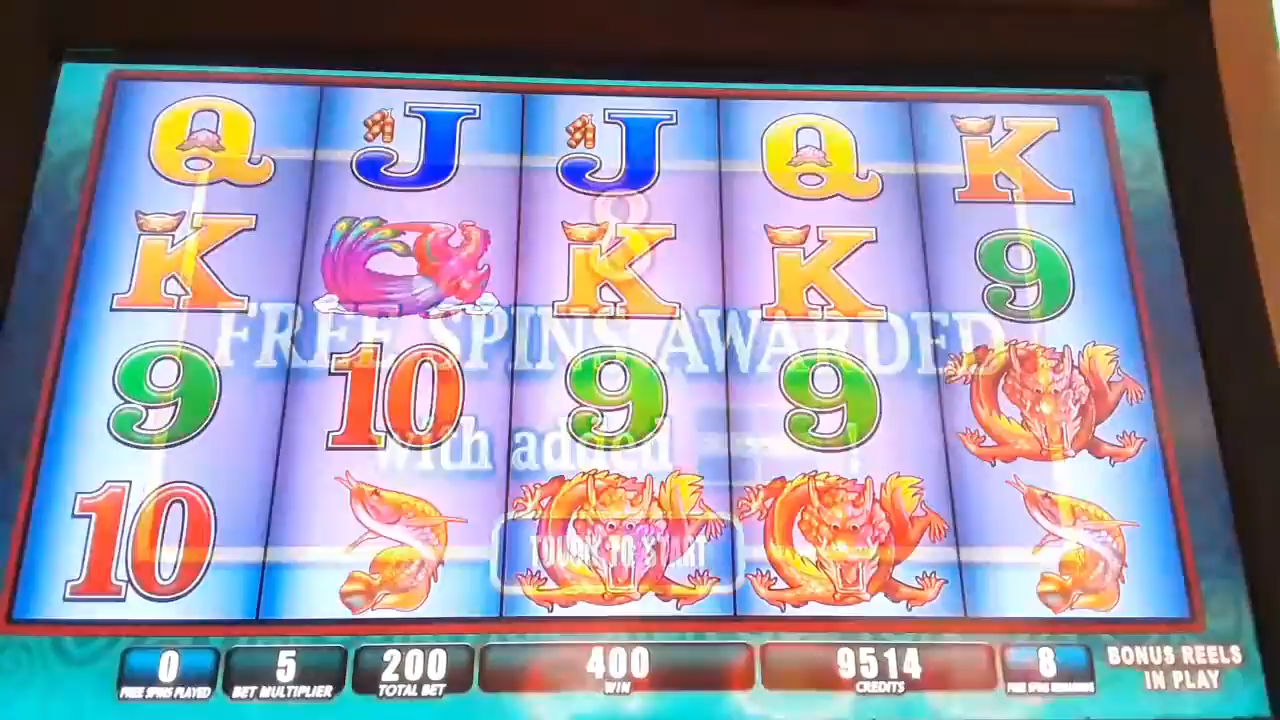 Q J J Q K
K K K 9
9 10 9 9
10
8
FREE SPINS AWARDED
with added !
TOUCH TO START
0 5 200 400 9514 8
FREE SPINS PLAYED BET MULTIPLIER TOTAL BET WIN CREDITS FREE SPINS REMAINING
BONUS REELS
IN PLAY